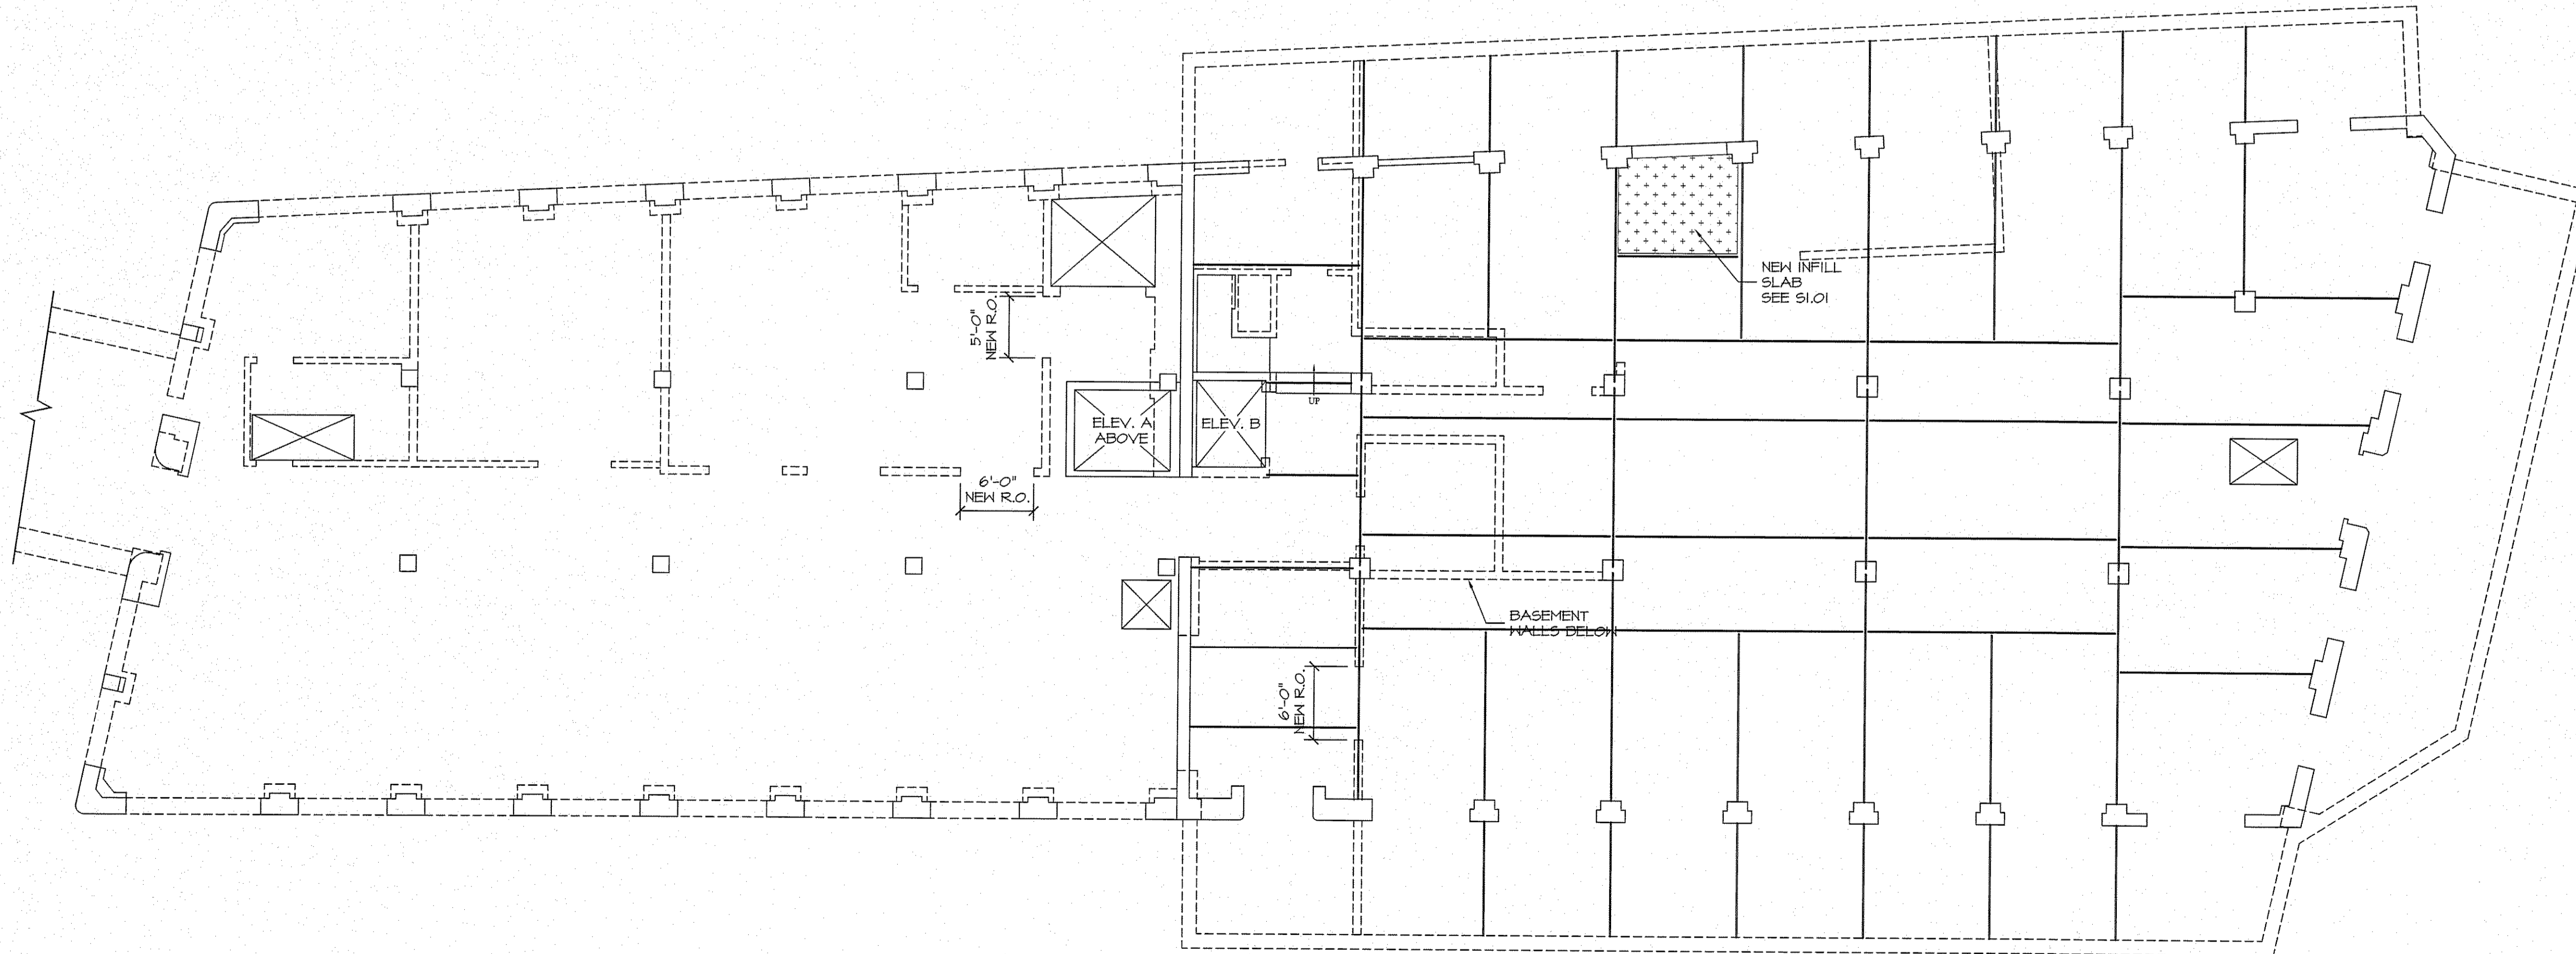 NEW INFILL
SLAB
SEE S1.01
5'-0"
NEW R.O.
UP
ELEV. A
ABOVE
ELEV. B
6'-0"
NEW R.O.
BASEMENT
WALLS BELOW
6'-0"
NEW R.O.